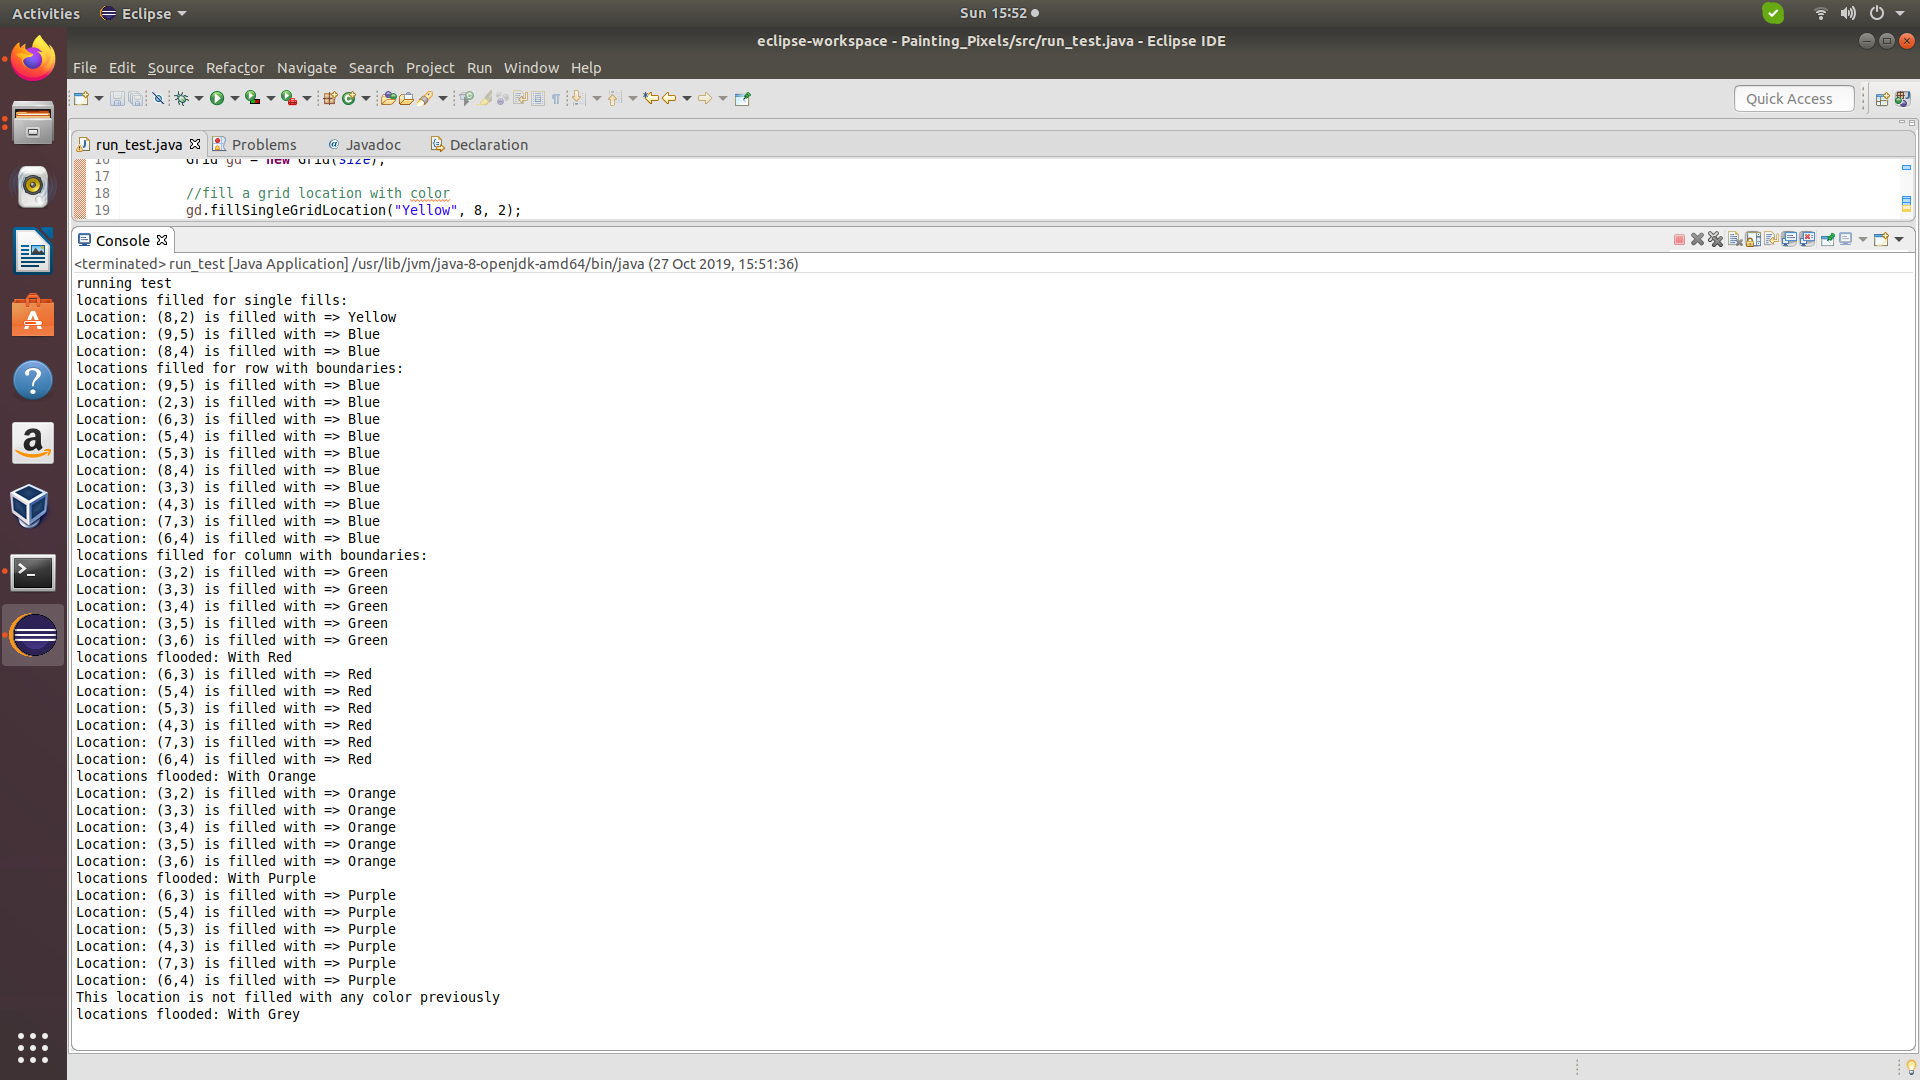 Activities Eclipse Sun 15:52
eclipse-workspace - Painting_Pixels/src/run_test.java - Eclipse IDE
File Edit Source Refactor Navigate Search Project Run Window Help
Quick Access
run_test.java Problems @ Javadoc Declaration
16 Grid gd = new Grid(size);
17
18 //fill a grid location with color
19 gd.fillSingleGridLocation("Yellow", 8, 2);
Console
<terminated> run_test [Java Application] /usr/lib/jvm/java-8-openjdk-amd64/bin/java (27 Oct 2019, 15:51:36)
running test
locations filled for single fills:
Location: (8,2) is filled with => Yellow
Location: (9,5) is filled with => Blue
Location: (8,4) is filled with => Blue
locations filled for row with boundaries:
Location: (9,5) is filled with => Blue
Location: (2,3) is filled with => Blue
Location: (6,3) is filled with => Blue
Location: (5,4) is filled with => Blue
Location: (5,3) is filled with => Blue
Location: (8,4) is filled with => Blue
Location: (3,3) is filled with => Blue
Location: (4,3) is filled with => Blue
Location: (7,3) is filled with => Blue
Location: (6,4) is filled with => Blue
locations filled for column with boundaries:
Location: (3,2) is filled with => Green
Location: (3,3) is filled with => Green
Location: (3,4) is filled with => Green
Location: (3,5) is filled with => Green
Location: (3,6) is filled with => Green
locations flooded: With Red
Location: (6,3) is filled with => Red
Location: (5,4) is filled with => Red
Location: (5,3) is filled with => Red
Location: (4,3) is filled with => Red
Location: (7,3) is filled with => Red
Location: (6,4) is filled with => Red
locations flooded: With Orange
Location: (3,2) is filled with => Orange
Location: (3,3) is filled with => Orange
Location: (3,4) is filled with => Orange
Location: (3,5) is filled with => Orange
Location: (3,6) is filled with => Orange
locations flooded: With Purple
Location: (6,3) is filled with => Purple
Location: (5,4) is filled with => Purple
Location: (5,3) is filled with => Purple
Location: (4,3) is filled with => Purple
Location: (7,3) is filled with => Purple
Location: (6,4) is filled with => Purple
This location is not filled with any color previously
locations flooded: With Grey